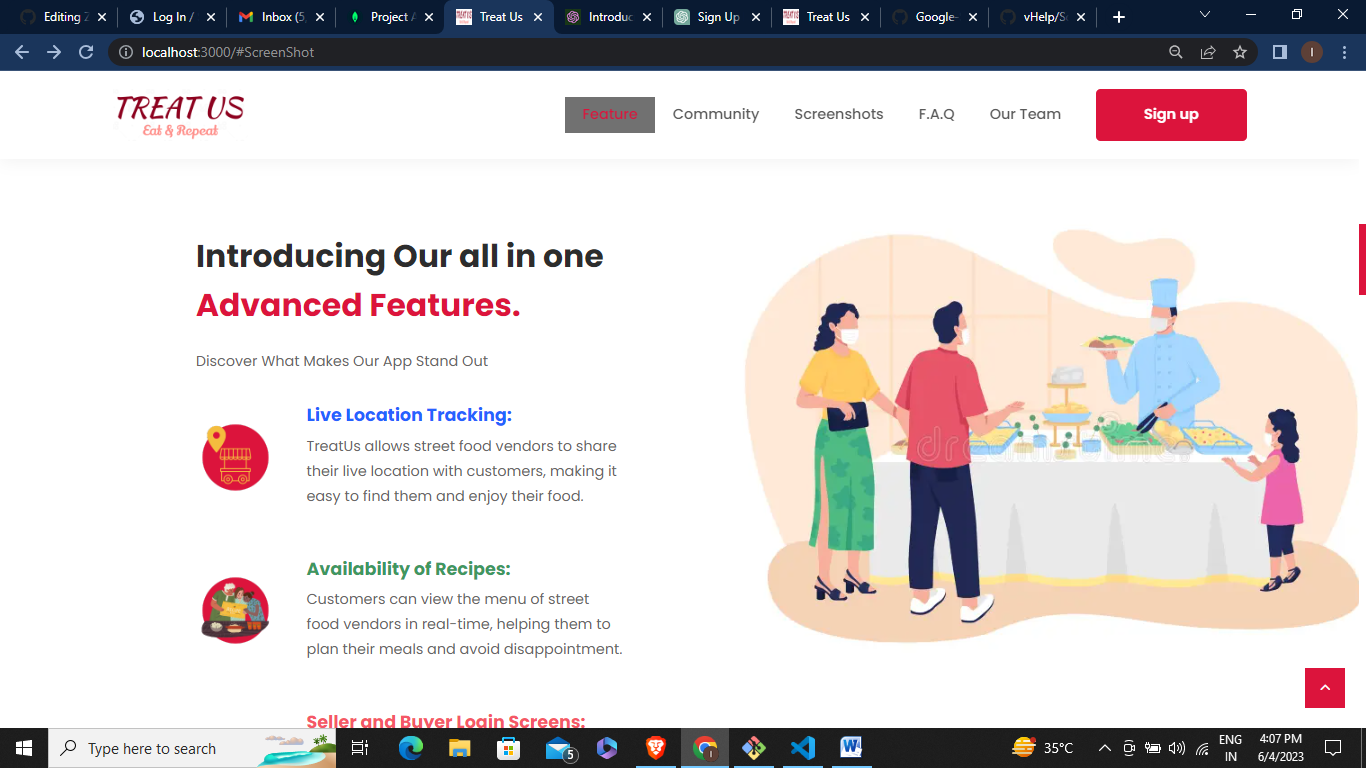 Editing 2
Log In /
Inbox (5,
Project A
Treat Us
Introduc
Sign Up
Treat Us
Google-
vHelp/Sc
localhost:3000/#ScreenShot
I
TREAT US
Eat & Repeat
Feature
Community
Screenshots
F.A.Q
Our Team
Sign up
Introducing Our all in one
Advanced Features.
Discover What Makes Our App Stand Out
Live Location Tracking:
TreatUs allows street food vendors to share
their live location with customers, making it
easy to find them and enjoy their food.
Availability of Recipes:
Customers can view the menu of street
food vendors in real-time, helping them to
plan their meals and avoid disappointment.
Seller and Buyer Login Screens:
Type here to search
5
35°C
ENG
IN
4:07 PM
6/4/2023